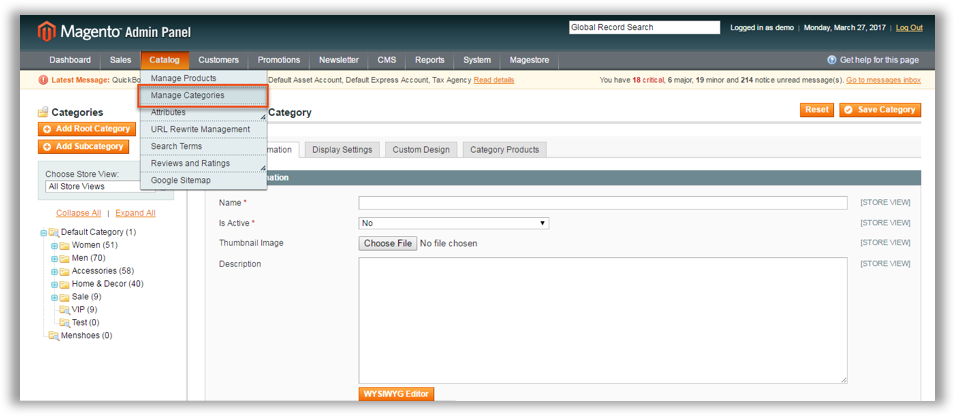 Magento Admin Panel
Global Record Search
Logged in as demo | Monday, March 27, 2017 | Log Out
Dashboard Sales Catalog Customers Promotions Newsletter CMS Reports System Magestore
Get help for this page
Latest Message: QuickBo
Default Asset Account, Default Express Account, Tax Agency Read details
You have 18 critical, 6 major, 19 minor and 214 notice unread message(s). Go to messages inbox
Manage Products
Manage Categories
Attributes
URL Rewrite Management
Search Terms
Reviews and Ratings
Google Sitemap
Categories
Add Root Category
Add Subcategory
Choose Store View:
All Store Views
Collapse All | Expand All
Default Category (1)
Women (51)
Men (70)
Accessories (58)
Home & Decor (40)
Sale (9)
VIP (9)
Test (0)
Menshoes (0)
Category
Reset
Save Category
mation
Display Settings
Custom Design
Category Products
mation
Name *
[STORE VIEW]
Is Active *
No
[STORE VIEW]
Thumbnail Image
Choose File No file chosen
[STORE VIEW]
Description
[STORE VIEW]
WYSIWYG Editor